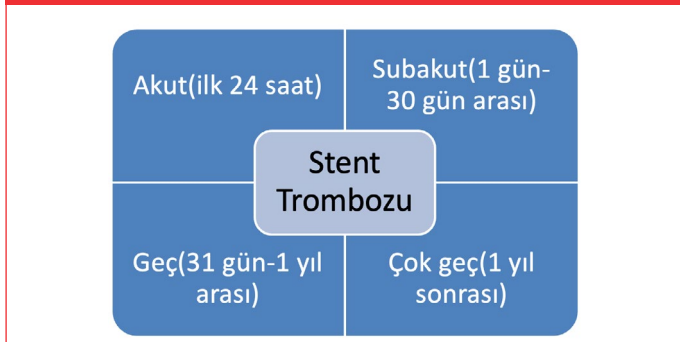 Akut(ilk 24 saat)
Subakut(1 gün-
30 gün arası)
Stent
Trombozu
Geç(31 gün-1 yıl
arası)
Çok geç(1 yıl
sonrası)